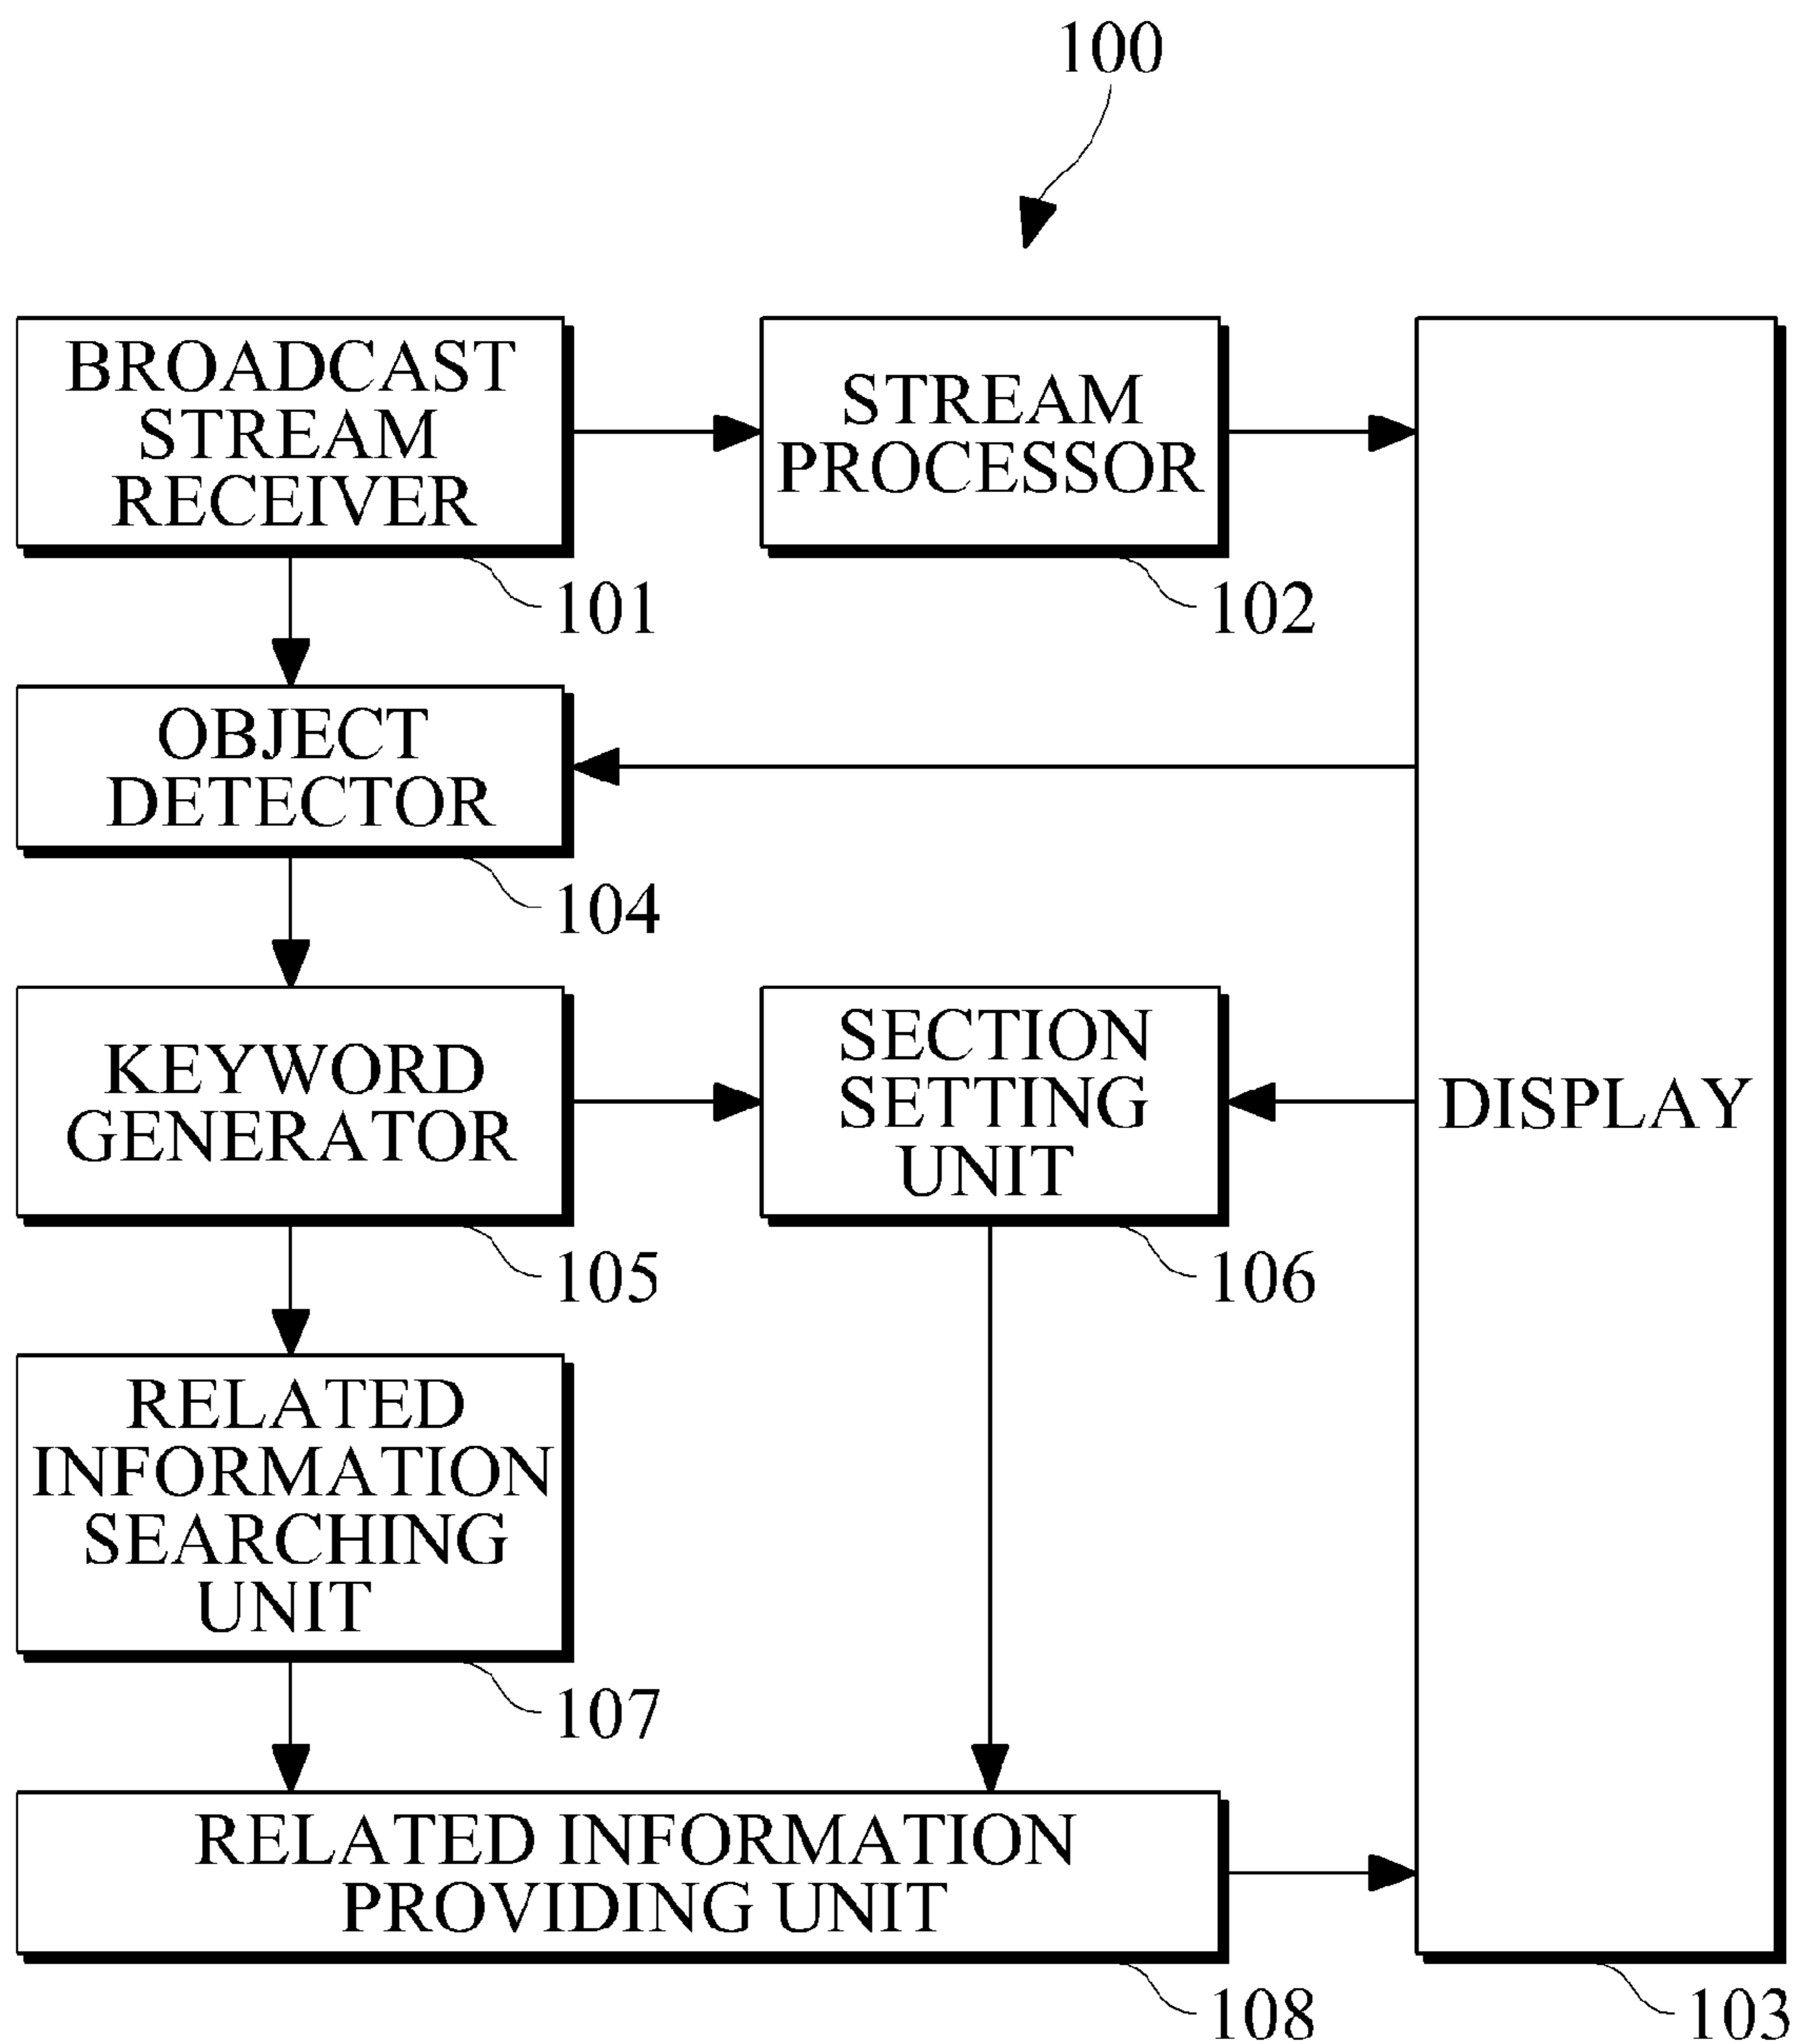 100
BROADCAST
STREAM
RECEIVER
101
STREAM
PROCESSOR
102
OBJECT
DETECTOR
104
KEYWORD
GENERATOR
105
SECTION
SETTING
UNIT
106
DISPLAY
103
RELATED
INFORMATION
SEARCHING
UNIT
107
RELATED INFORMATION
PROVIDING UNIT
108